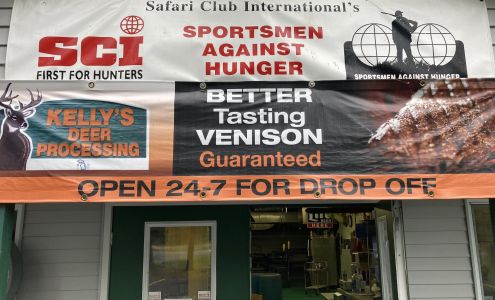 Safari Club International's
SCI
FIRST FOR HUNTERS
SPORTSMEN
AGAINST
HUNGER
SPORTSMEN AGAINST HUNGER
KELLY'S
DEER
PROCESSING
BETTER
Tasting
VENISON
Guaranteed
OPEN 24-7 FOR DROP OFF
HERE